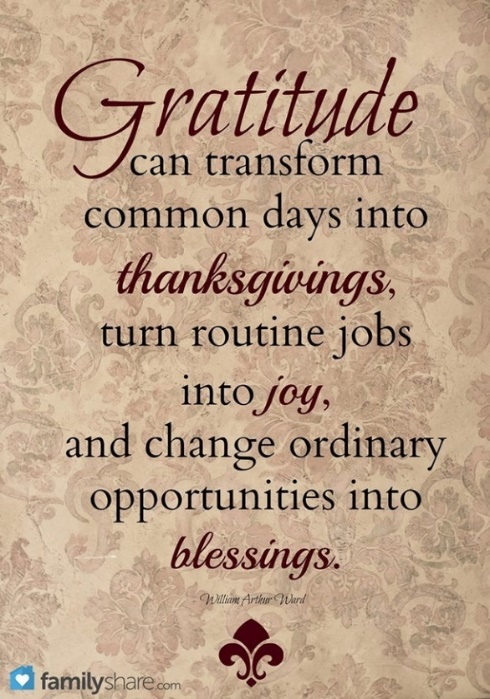 Gratitude
can transform
common days into
thanksgivings,
turn routine jobs
into joy,
and change ordinary
opportunities into
blessings.
William Arthur Ward
familyshare.com